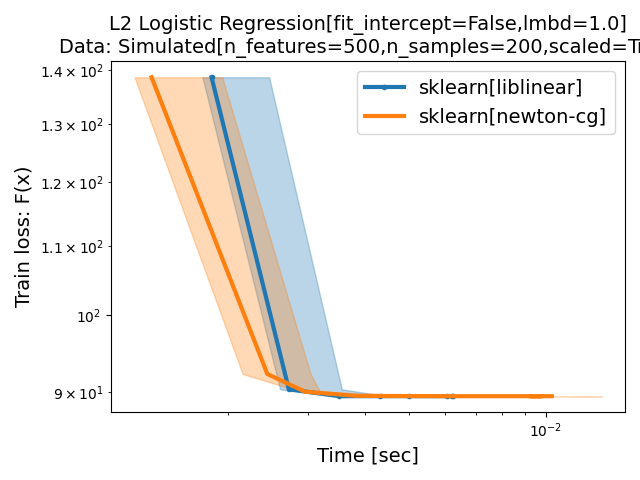 L2 Logistic Regression[fit_intercept=False,lmbd=1.0]
Data: Simulated[n_features=500,n_samples=200,scaled=Tr
sklearn[liblinear]
sklearn[newton-cg]
Train loss: F(x)
1.4 × 10²
1.3 × 10²
1.2 × 10²
1.1 × 10²
10²
9 × 10¹
10⁻²
Time [sec]